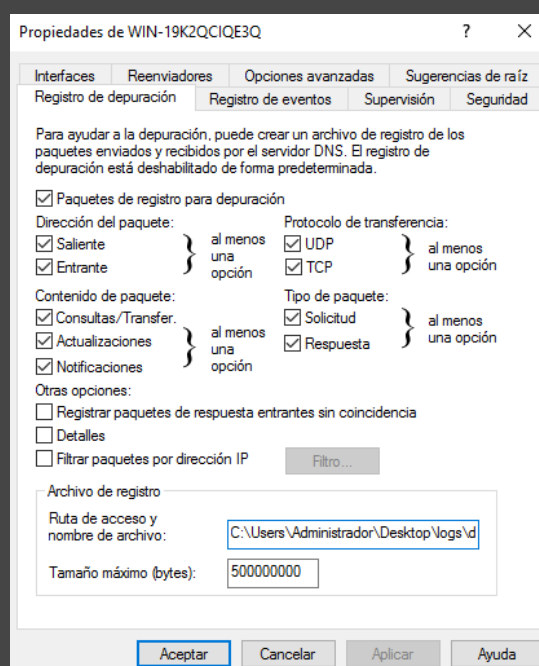 Propiedades de WIN-19K2QCIQE3Q ? ×
Interfaces Reenviadores Opciones avanzadas Sugerencias de raíz
Registro de depuración Registro de eventos Supervisión Seguridad
Para ayudar a la depuración, puede crear un archivo de registro de los
paquetes enviados y recibidos por el servidor DNS. El registro de
depuración está deshabilitado de forma predeterminada.
Paquetes de registro para depuración
Dirección del paquete:
Saliente
Entrante
al menos
una
opción
Protocolo de transferencia:
UDP
TCP
al menos
una opción
Contenido de paquete:
Consultas/Transfer.
Actualizaciones
Notificaciones
al menos
una
opción
Tipo de paquete:
Solicitud
Respuesta
al menos
una opción
Otras opciones:
Registrar paquetes de respuesta entrantes sin coincidencia
Detalles
Filtrar paquetes por dirección IP Filtro...
Archivo de registro
Ruta de acceso y
nombre de archivo:
C:\Users\Administrador\Desktop\logs\d
Tamaño máximo (bytes): 500000000
Aceptar Cancelar Aplicar Ayuda